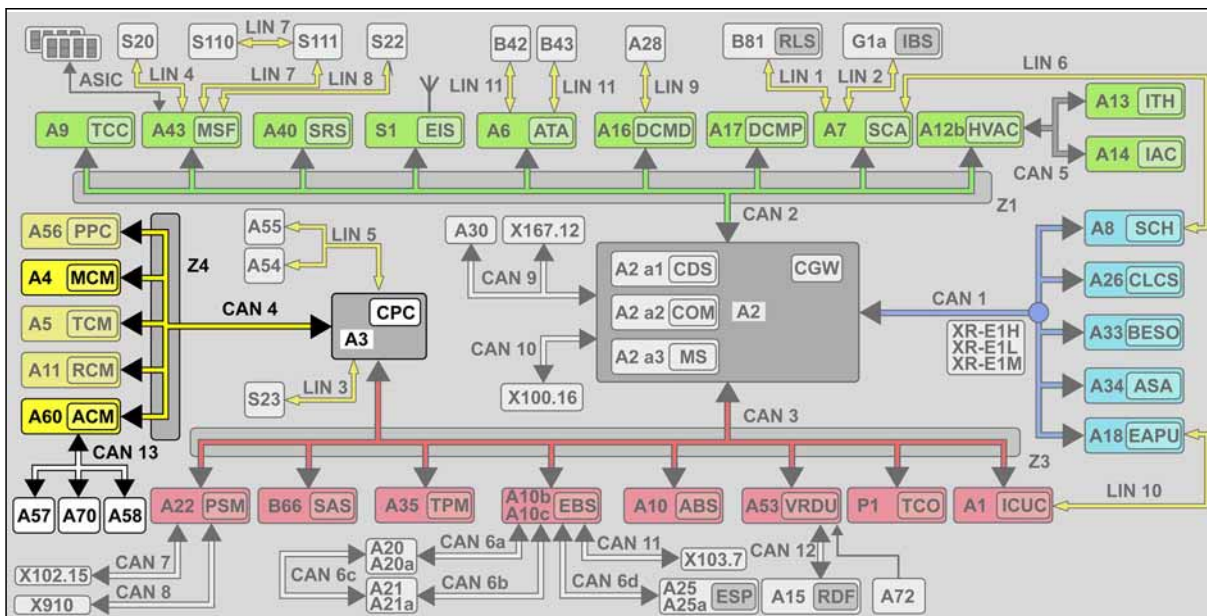 S20
S110
LIN 7
S111
S22
B42
B43
A28
B81 RLS
G1a IBS
LIN 6
ASIC
LIN 4
LIN 7
LIN 8
LIN 11
LIN 11
LIN 9
LIN 1
LIN 2
A9 TCC
A43 MSF
A40 SRS
S1 EIS
A6 ATA
A16 DCMD
A17 DCMP
A7 SCA
A12b HVAC
A13 ITH
A14 IAC
CAN 5
Z1
CAN 2
A56 PPC
A4 MCM
A5 TCM
A11 RCM
A60 ACM
Z4
CAN 4
A55
A54
LIN 5
CPC
A3
LIN 3
S23
A30
X167.12
CAN 9
CAN 10
X100.16
A2 a1 CDS
A2 a2 COM
A2 a3 MS
CGW
A2
CAN 1
XR-E1H
XR-E1L
XR-E1M
A8 SCH
A26 CLCS
A33 BESO
A34 ASA
A18 EAPU
CAN 3
Z3
CAN 13
A57
A70
A58
A22 PSM
B66 SAS
A35 TPM
A10b
A10c
EBS
A10 ABS
A53 VRDU
P1 TCO
A1 ICUC
LIN 10
CAN 7
X102.15
CAN 8
X910
CAN 6c
A20
A20a
CAN 6a
A21
A21a
CAN 6b
CAN 11
X103.7
CAN 6d
A25
A25a
ESP
CAN 12
A15 RDF
A72